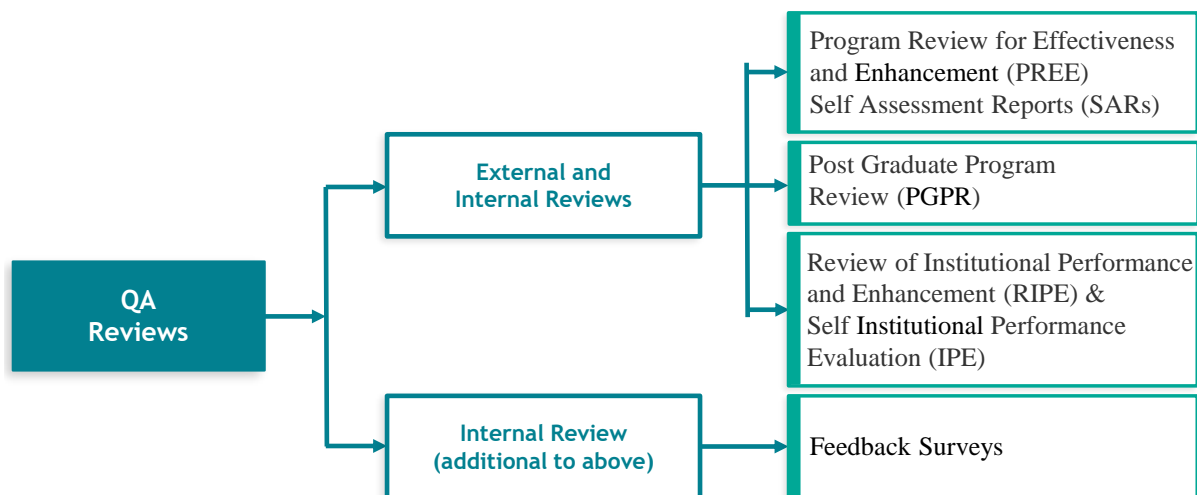 Program Review for Effectiveness
and Enhancement (PREE)
Self Assessment Reports (SARs)
External and
Internal Reviews
Post Graduate Program
Review (PGPR)
QA
Reviews
Review of Institutional Performance
and Enhancement (RIPE) &
Self Institutional Performance
Evaluation (IPE)
Internal Review
(additional to above)
Feedback Surveys